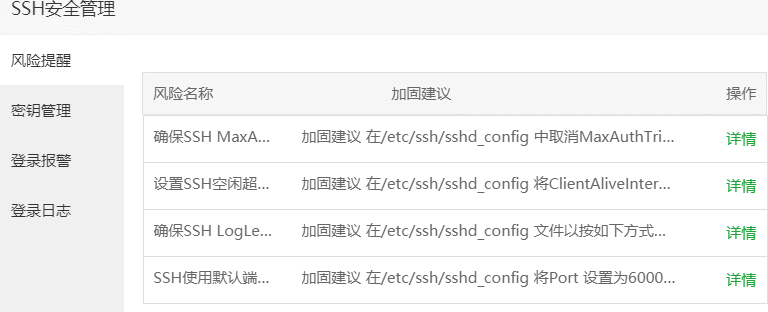 SSH安全管理
风险提醒
密钥管理
登录报警
登录日志
风险名称 加固建议 操作
确保SSH MaxA... 加固建议 在/etc/ssh/sshd_config 中取消MaxAuthTri... 详情
设置SSH空闲超... 加固建议 在/etc/ssh/sshd_config 将ClientAliveInter... 详情
确保SSH LogLe... 加固建议 在/etc/ssh/sshd_config 文件以按如下方式... 详情
SSH使用默认端... 加固建议 在/etc/ssh/sshd_config 将Port 设置为6000... 详情